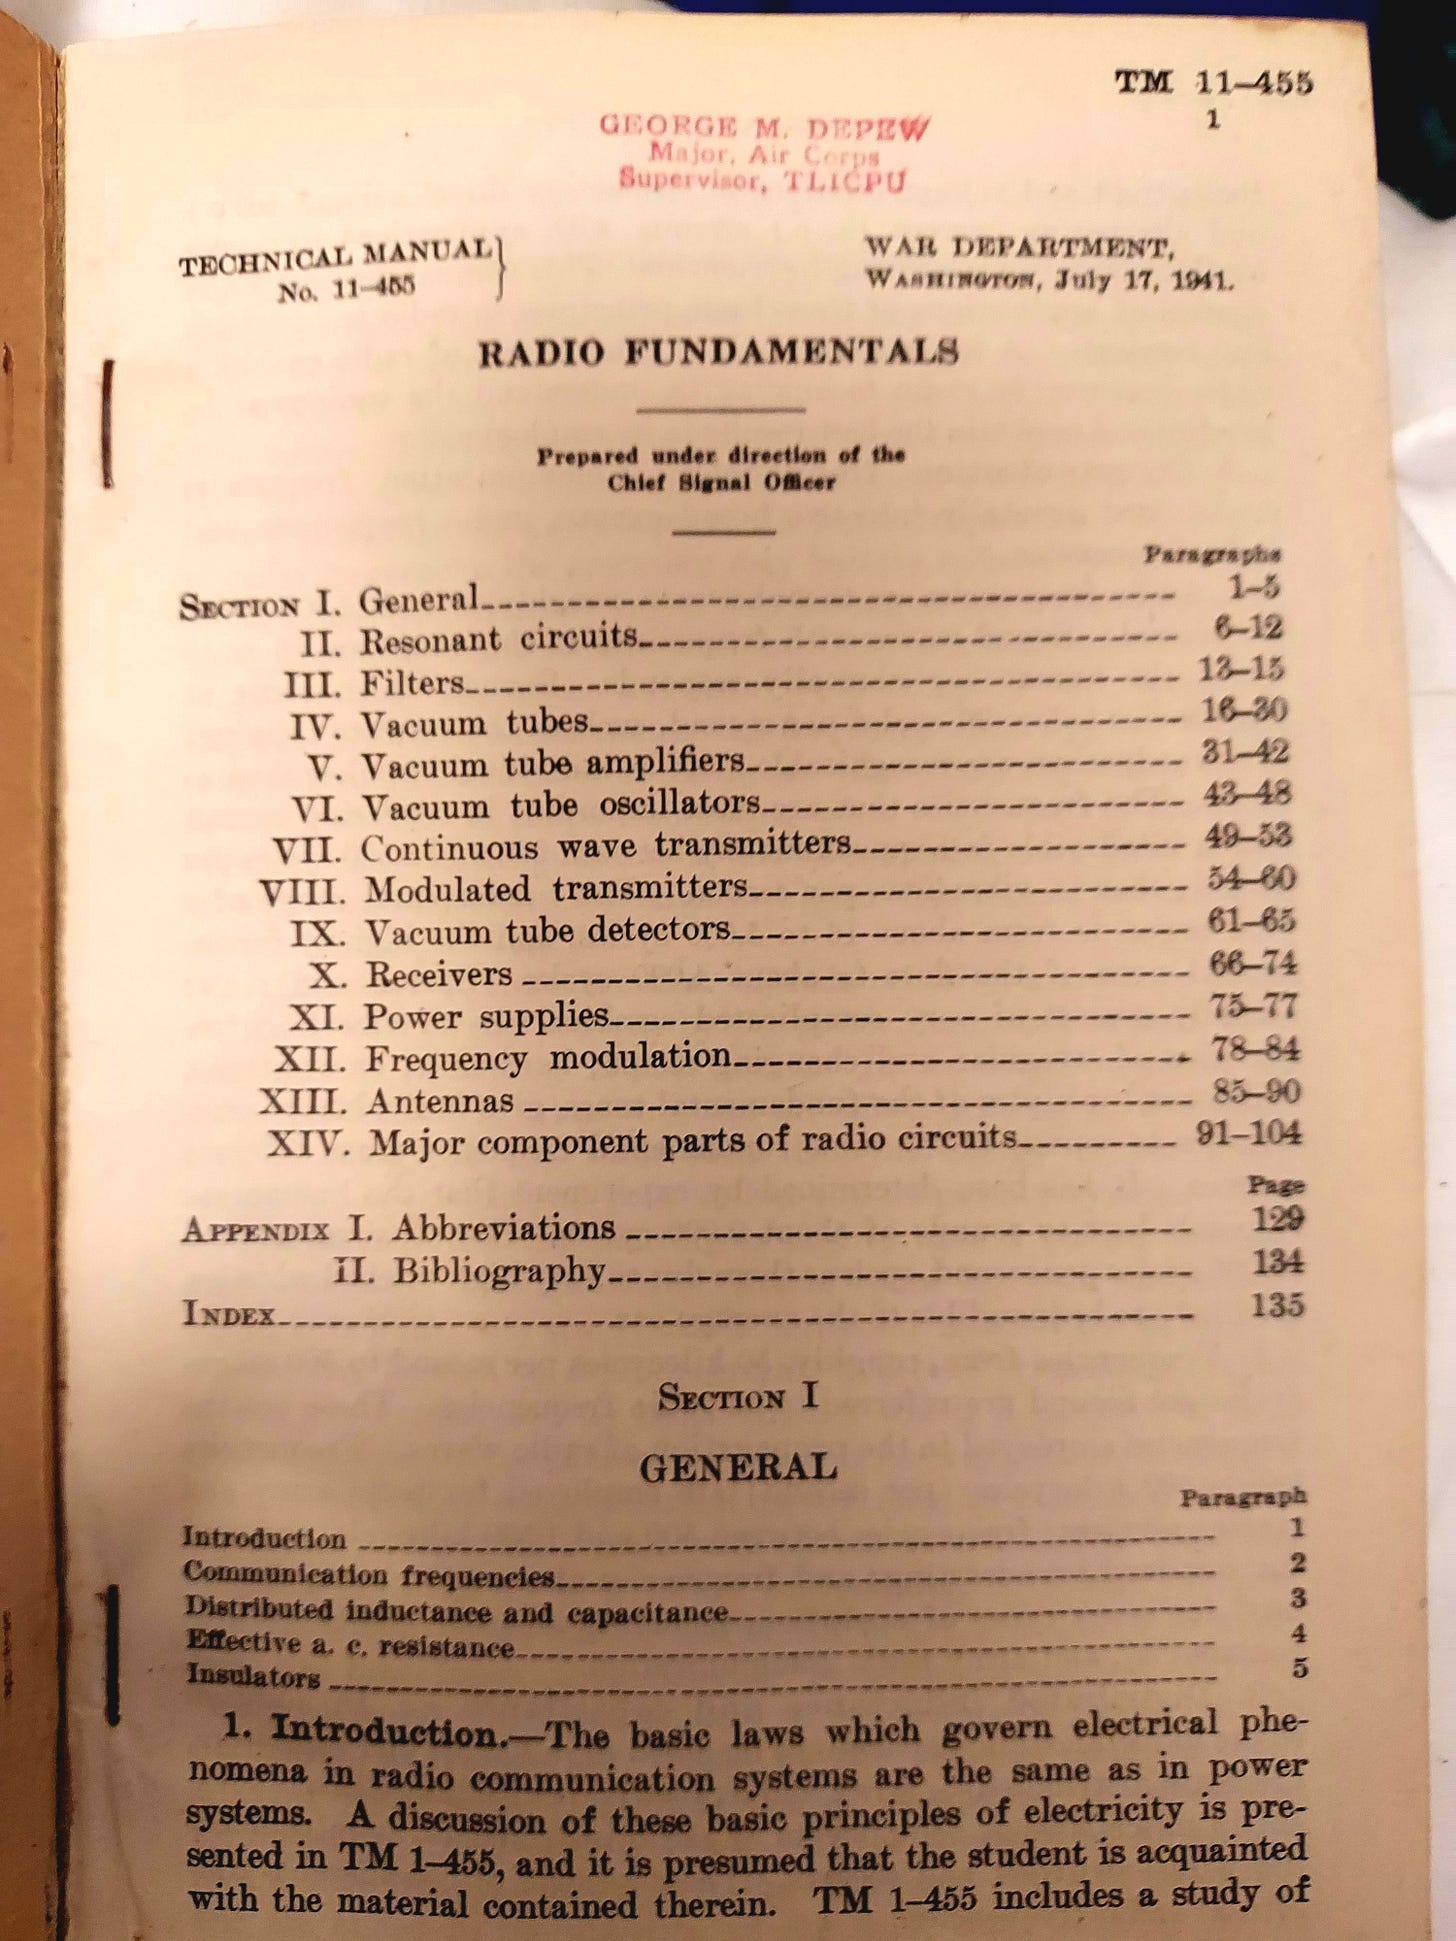 TM 11–455
1
GEORGE M. DEPEW
Major, Air Corps
Supervisor, TLICPU
TECHNICAL MANUAL
No. 11–455
WAR DEPARTMENT,
WASHINGTON, July 17, 1941.
RADIO FUNDAMENTALS
Prepared under direction of the
Chief Signal Officer
Paragraphs
SECTION I. General 1–5
II. Resonant circuits 6–12
III. Filters 13–15
IV. Vacuum tubes 16–30
V. Vacuum tube amplifiers 31–42
VI. Vacuum tube oscillators 43–48
VII. Continuous wave transmitters 49–53
VIII. Modulated transmitters 54–60
IX. Vacuum tube detectors 61–65
X. Receivers 66–74
XI. Power supplies 75–77
XII. Frequency modulation 78–84
XIII. Antennas 85–90
XIV. Major component parts of radio circuits 91–104
Page
APPENDIX I. Abbreviations 129
II. Bibliography 134
INDEX 135
SECTION I
GENERAL
Paragraph
Introduction 1
Communication frequencies 2
Distributed inductance and capacitance 3
Effective a. c. resistance 4
Insulators 5
1. Introduction.—The basic laws which govern electrical phe-
nomena in radio communication systems are the same as in power
systems. A discussion of these basic principles of electricity is pre-
sented in TM 1–455, and it is presumed that the student is acquainted
with the material contained therein. TM 1–455 includes a study of